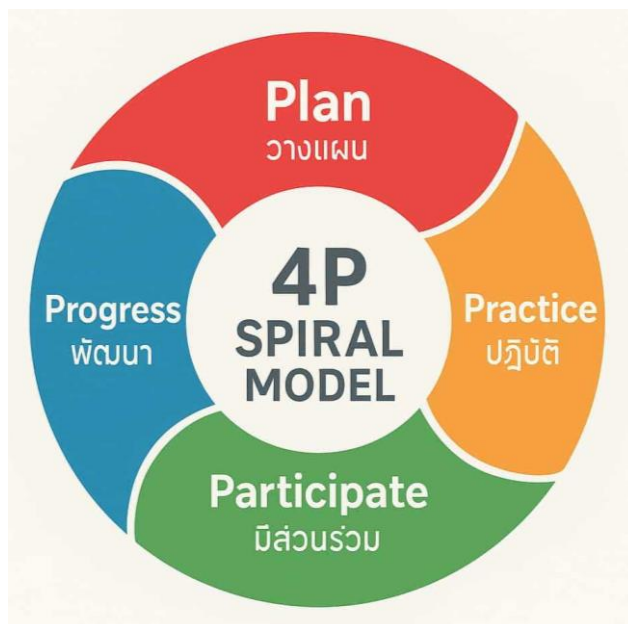 Plan
วางแผน
4P
SPIRAL
MODEL
Practice
ปฎิบัติ
Participate
มีส่วนร่วม
Progress
พัฒนา